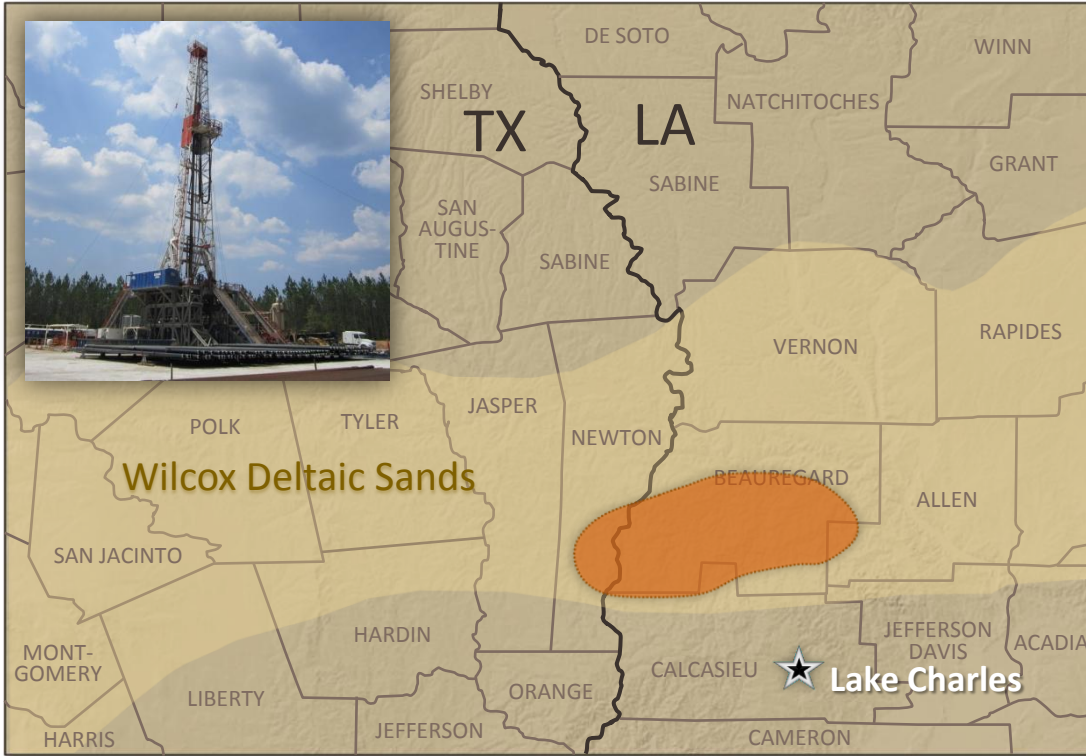 DE SOTO
WINN
SHELBY
NATCHITOCHES
TX
LA
GRANT
SABINE
SAN
AUGUS-
TINE
SABINE
RAPIDES
VERNON
JASPER
POLK
TYLER
NEWTON
Wilcox Deltaic Sands
BEAUREGARD
ALLEN
SAN JACINTO
HARDIN
JEFFERSON
DAVIS
ACADIA
MONT-
GOMERY
CALCASIEU
Lake Charles
LIBERTY
ORANGE
JEFFERSON
HARRIS
CAMERON